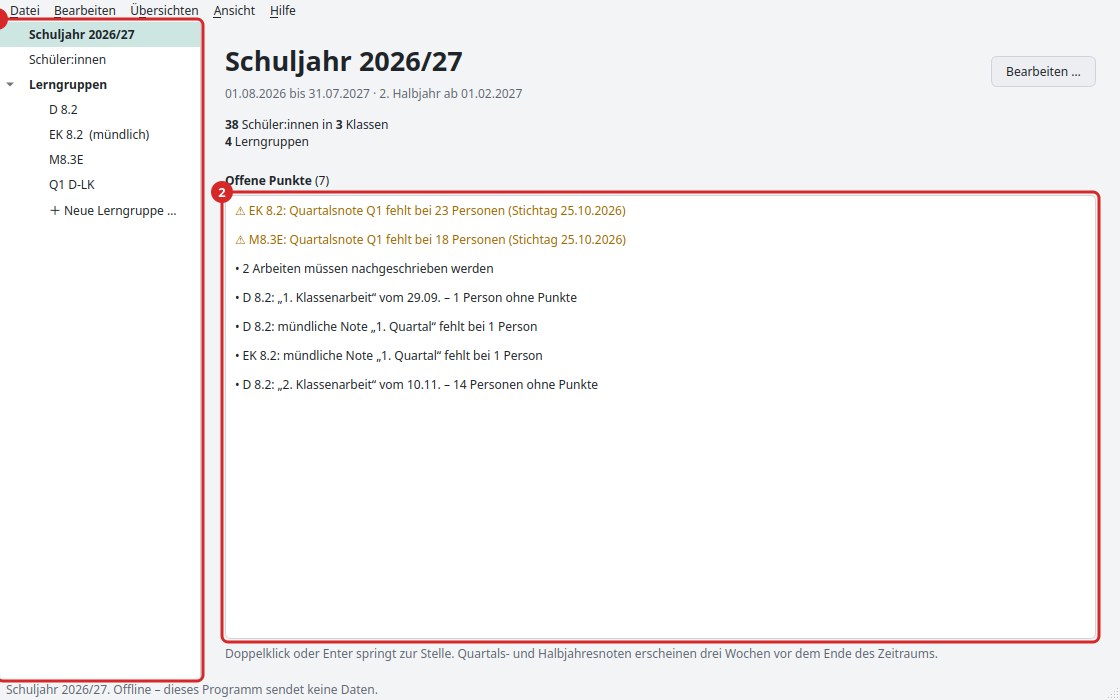 Datei Bearbeiten Übersichten Ansicht Hilfe
Schuljahr 2026/27
Schüler:innen
Lerngruppen
D 8.2
EK 8.2 (mündlich)
M8.3E
Q1 D-LK
+ Neue Lerngruppe ...
Schuljahr 2026/27
Bearbeiten ...
01.08.2026 bis 31.07.2027 · 2. Halbjahr ab 01.02.2027
38 Schüler:innen in 3 Klassen
4 Lerngruppen
Offene Punkte (7)
2
⚠ EK 8.2: Quartalsnote Q1 fehlt bei 23 Personen (Stichtag 25.10.2026)
⚠ M8.3E: Quartalsnote Q1 fehlt bei 18 Personen (Stichtag 25.10.2026)
• 2 Arbeiten müssen nachgeschrieben werden
• D 8.2: „1. Klassenarbeit“ vom 29.09. – 1 Person ohne Punkte
• D 8.2: mündliche Note „1. Quartal“ fehlt bei 1 Person
• EK 8.2: mündliche Note „1. Quartal“ fehlt bei 1 Person
• D 8.2: „2. Klassenarbeit“ vom 10.11. – 14 Personen ohne Punkte
Doppelklick oder Enter springt zur Stelle. Quartals- und Halbjahresnoten erscheinen drei Wochen vor dem Ende des Zeitraums.
Schuljahr 2026/27. Offline – dieses Programm sendet keine Daten.